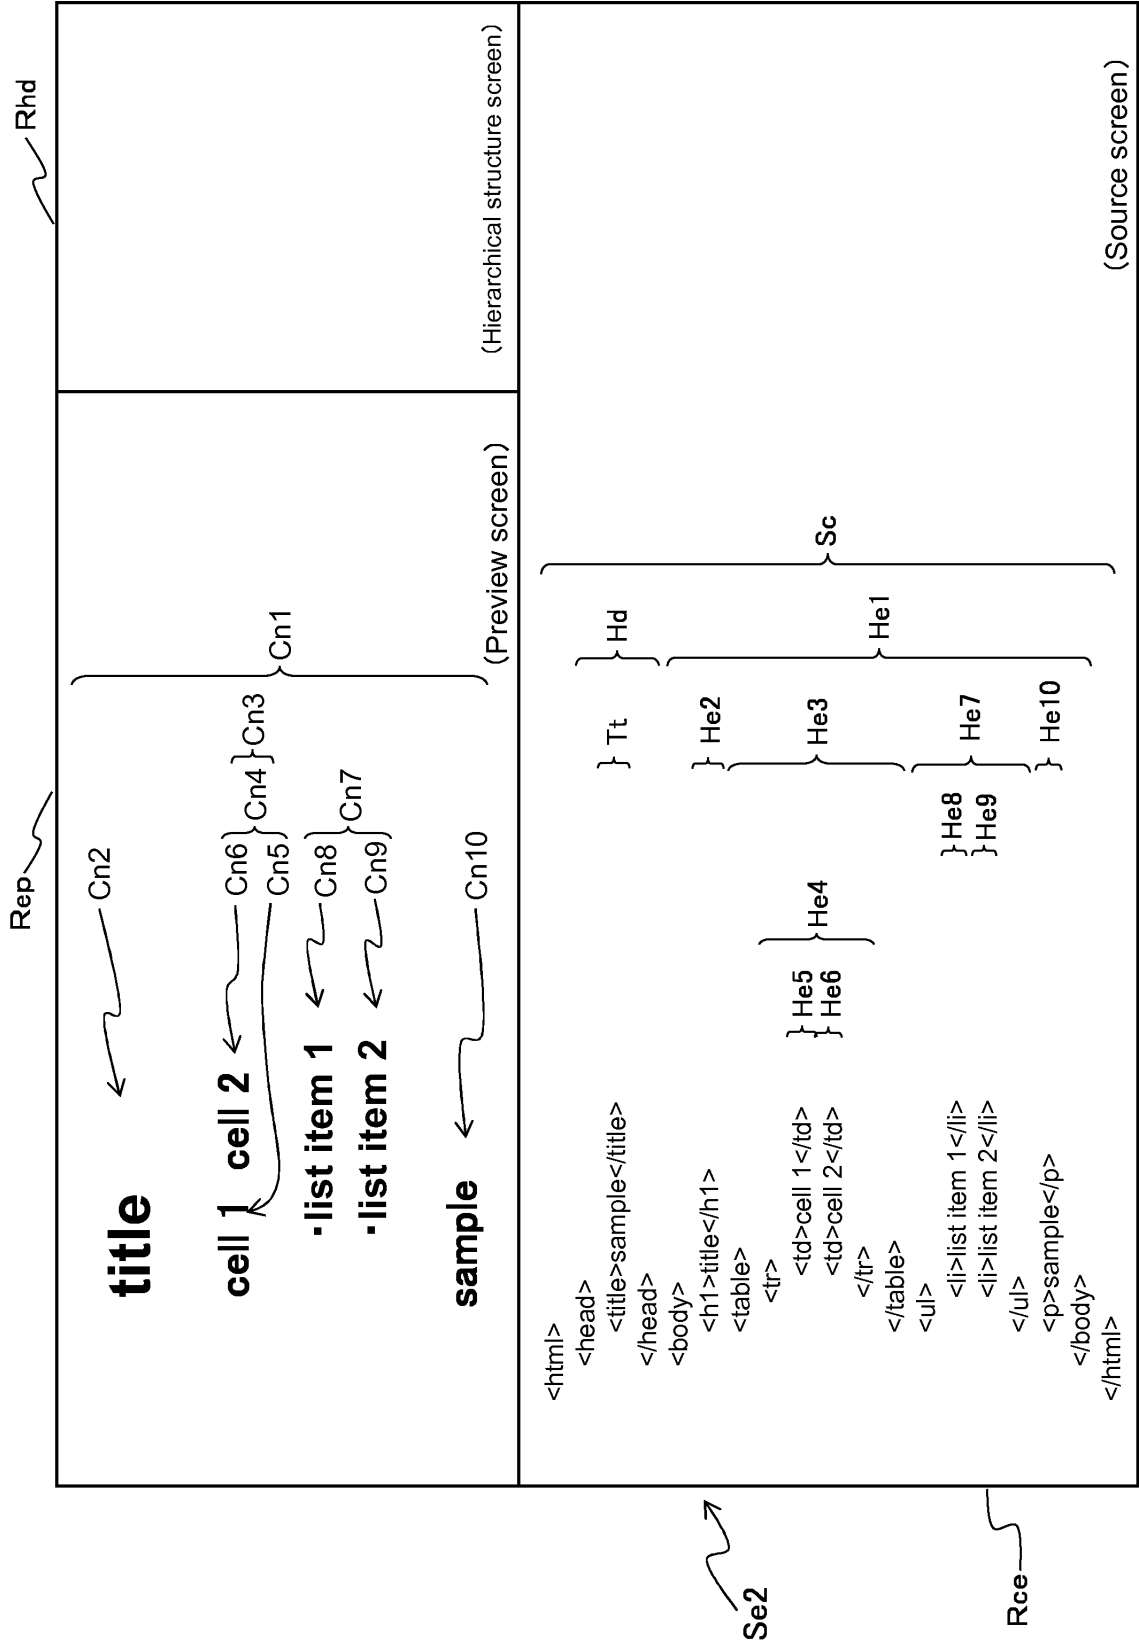 Rep
Rhd
title
Cn2
cell 1 cell 2
Cn6
Cn5
Cn4
Cn3
·list item 1
Cn8
·list item 2
Cn9
Cn7
Cn1
sample
Cn10
(Preview screen)
(Hierarchical structure screen)
<html>
<head>
<title>sample</title>
Tt
Hd
</head>
<body>
<h1>title</h1>
He2
<table>
<tr>
<td>cell 1</td>
He5
<td>cell 2</td>
He6
He4
He3
Sc
</tr>
He1
</table>
<ul>
<li>list item 1</li>
He8
<li>list item 2</li>
He9
He7
</ul>
<p>sample</p>
He10
</body>
</html>
(Source screen)
Se2
Rce